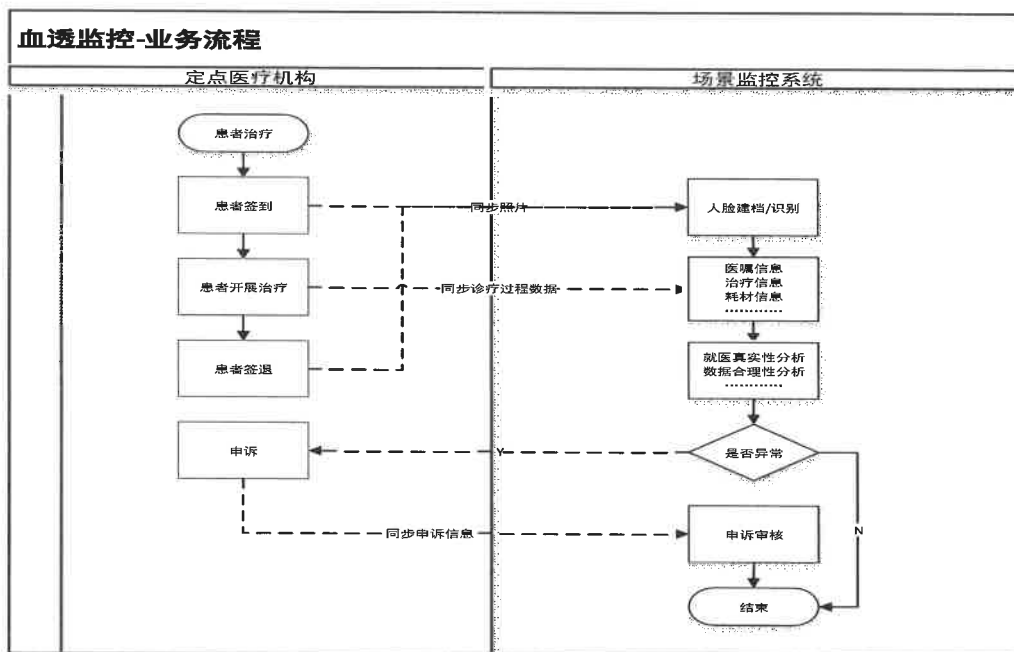 血透监控-业务流程
定点医疗机构
场景监控系统
患者治疗
患者签到
同步照片
人脸建档/识别
患者开展治疗
同步诊疗过程数据
医嘱信息
治疗信息
耗材信息
............
患者签退
就医真实性分析
数据合理性分析
............
申诉
Y
是否异常
N
同步申诉信息
申诉审核
结束